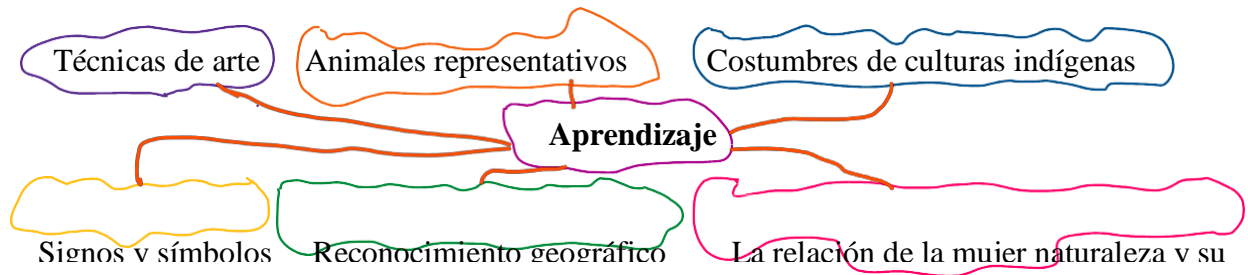 Técnicas de arte
Animales representativos
Costumbres de culturas indígenas
Aprendizaje
Signos y símbolos
Reconocimiento geográfico
La relación de la mujer naturaleza y su